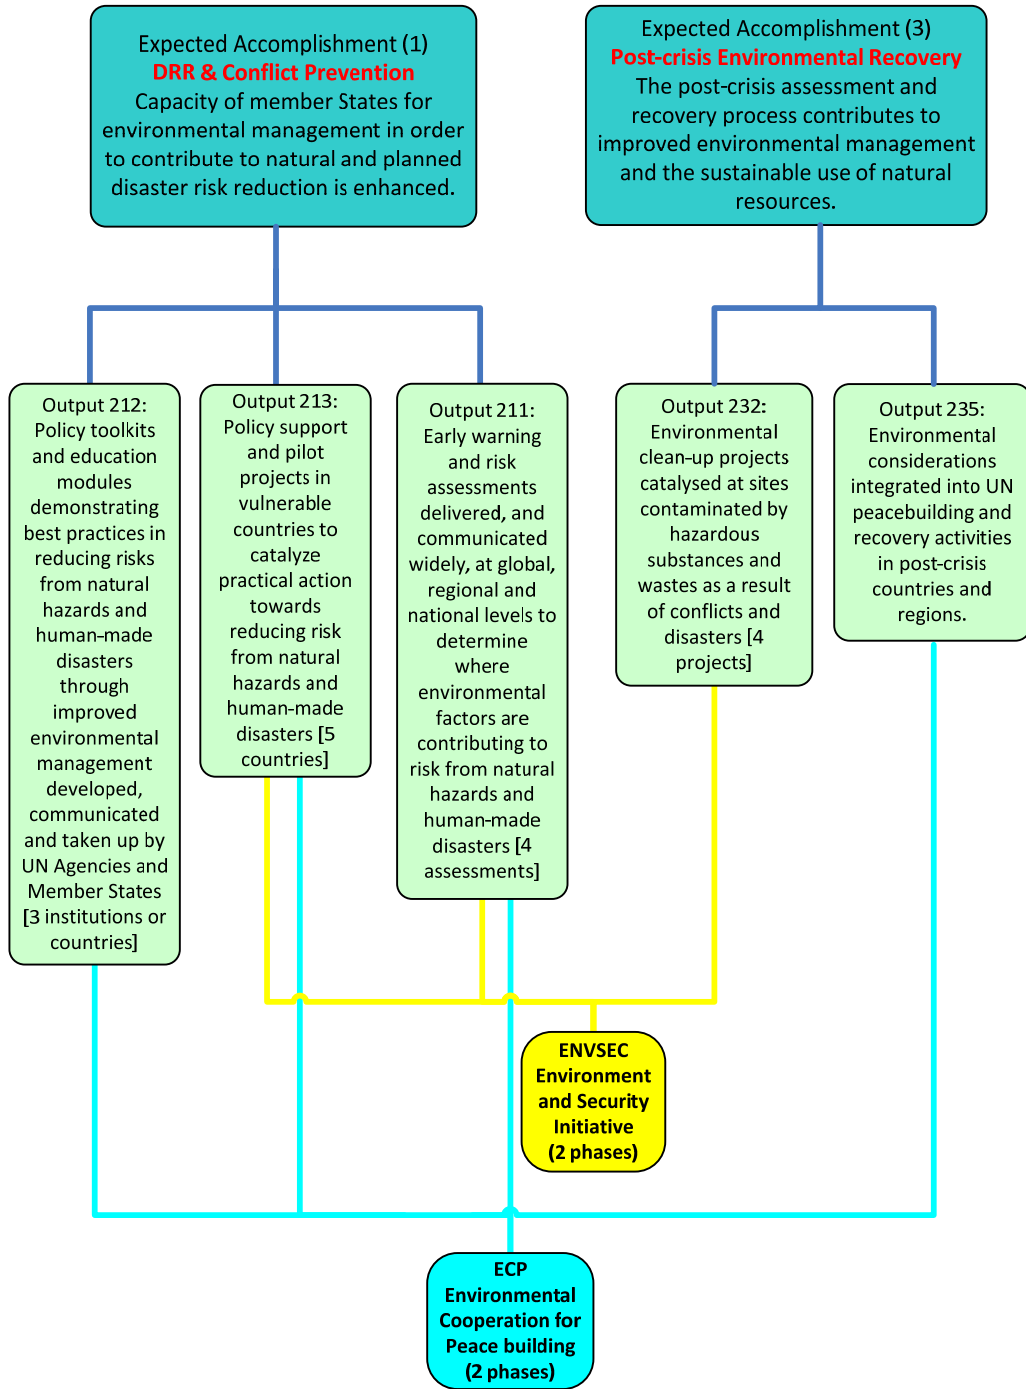 Expected Accomplishment (1)
DRR & Conflict Prevention
Capacity of member States for
environmental management in order
to contribute to natural and planned
disaster risk reduction is enhanced.
Expected Accomplishment (3)
Post-crisis Environmental Recovery
The post-crisis assessment and
recovery process contributes to
improved environmental management
and the sustainable use of natural
resources.
Output 212:
Policy toolkits
and education
modules
demonstrating
best practices in
reducing risks
from natural
hazards and
human-made
disasters
through
improved
environmental
management
developed,
communicated
and taken up by
UN Agencies and
Member States
[3 institutions or
countries]
Output 213:
Policy support
and pilot
projects in
vulnerable
countries to
catalyze
practical action
towards
reducing risk
from natural
hazards and
human-made
disasters [5
countries]
Output 211:
Early warning
and risk
assessments
delivered, and
communicated
widely, at global,
regional and
national levels to
determine
where
environmental
factors are
contributing to
risk from natural
hazards and
human-made
disasters [4
assessments]
Output 232:
Environmental
clean-up projects
catalysed at sites
contaminated by
hazardous
substances and
wastes as a result
of conflicts and
disasters [4
projects]
Output 235:
Environmental
considerations
integrated into UN
peacebuilding and
recovery activities
in post-crisis
countries and
regions.
ENVSEC
Environment
and Security
Initiative
(2 phases)
ECP
Environmental
Cooperation for
Peace building
(2 phases)